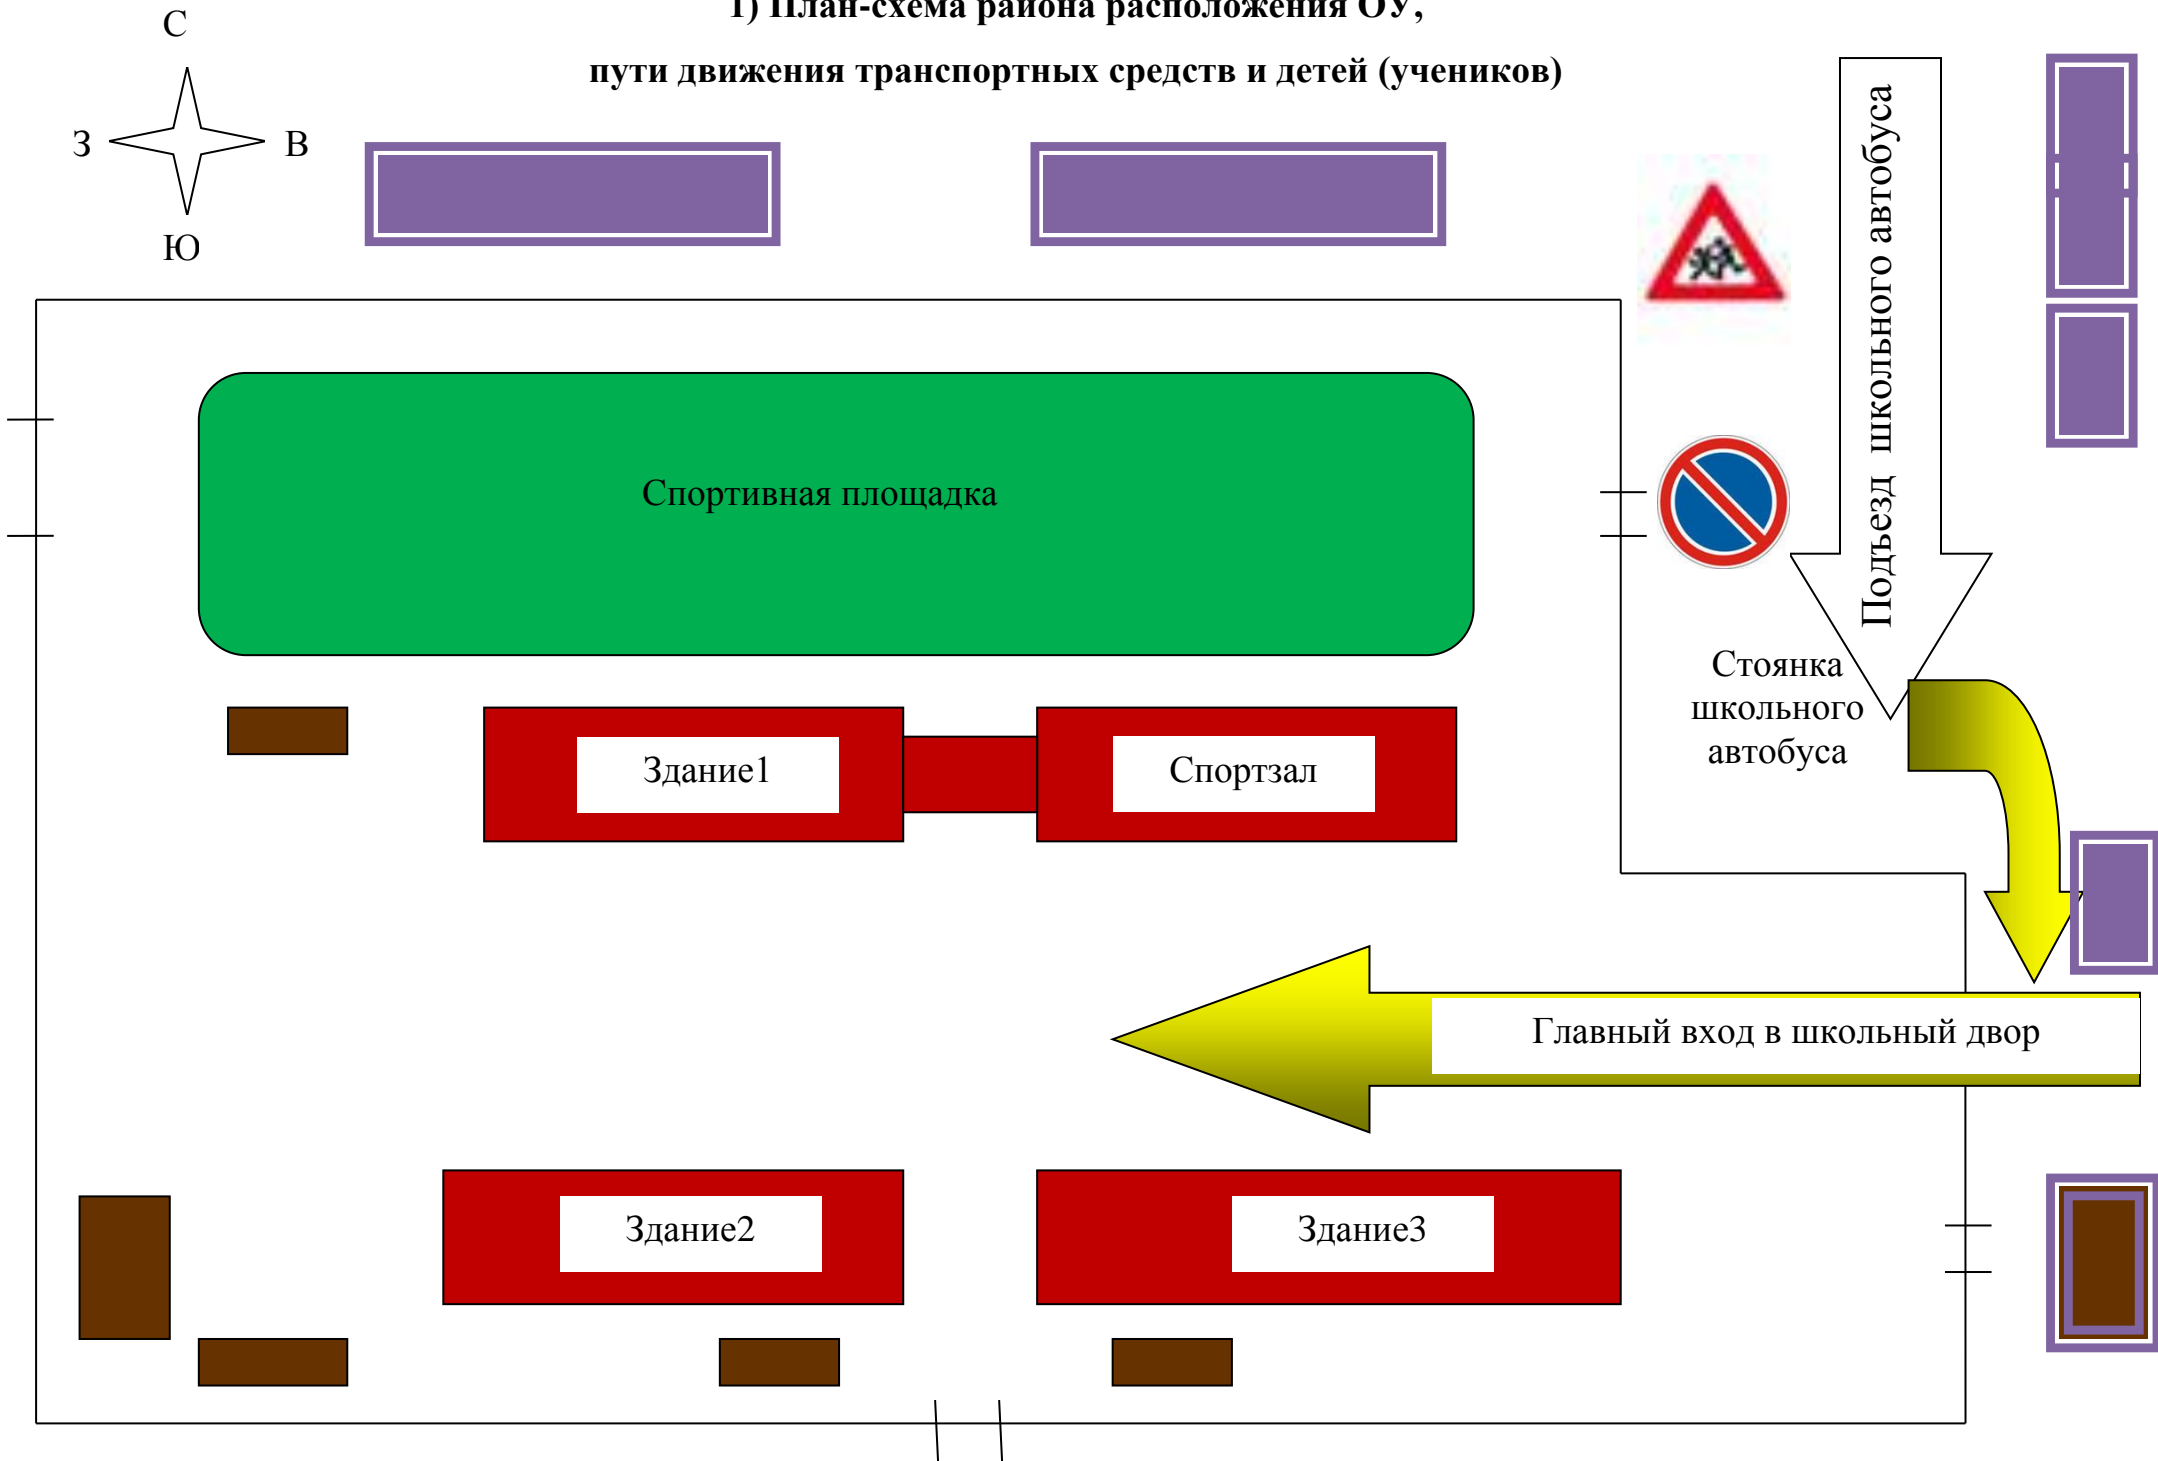 1) План-схема района расположения ОУ,
пути движения транспортных средств и детей (учеников)
С
З
В
Ю
Подъезд школьного автобуса
Спортивная площадка
Стоянка
школьного
автобуса
Здание1
Спортзал
Главный вход в школьный двор
Здание2
Здание3